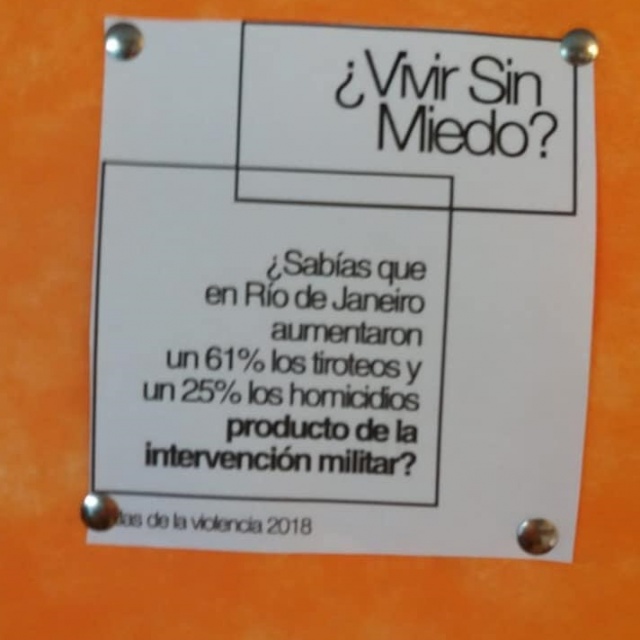 ¿Vivir Sin
Miedo?
¿Sabías que
en Río de Janeiro
aumentaron
un 61% los tiroteos y
un 25% los homicidios
producto de la
intervención militar?
de la violencia 2018